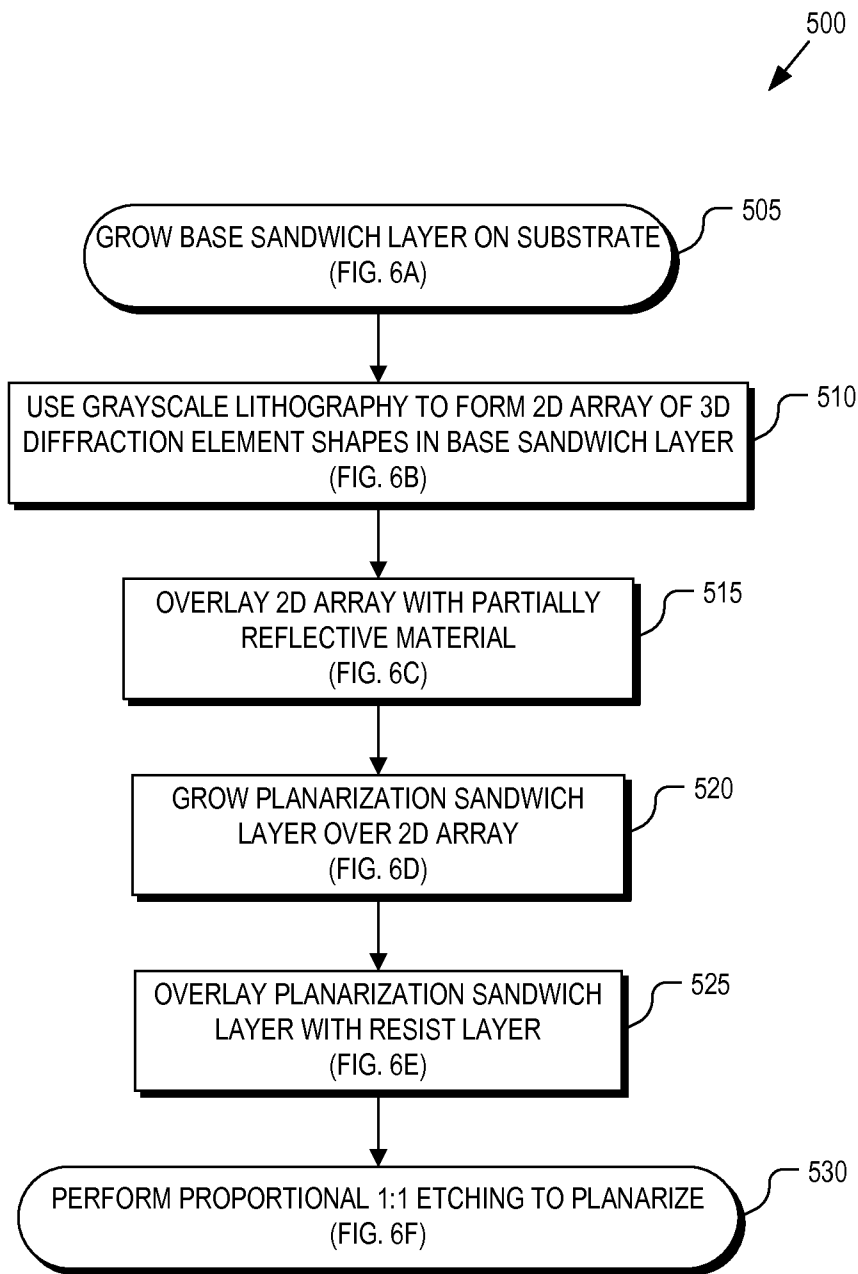 500
GROW BASE SANDWICH LAYER ON SUBSTRATE
(FIG. 6A)
505
USE GRAYSCALE LITHOGRAPHY TO FORM 2D ARRAY OF 3D
DIFFRACTION ELEMENT SHAPES IN BASE SANDWICH LAYER
(FIG. 6B)
510
OVERLAY 2D ARRAY WITH PARTIALLY
REFLECTIVE MATERIAL
(FIG. 6C)
515
GROW PLANARIZATION SANDWICH
LAYER OVER 2D ARRAY
(FIG. 6D)
520
OVERLAY PLANARIZATION SANDWICH
LAYER WITH RESIST LAYER
(FIG. 6E)
525
PERFORM PROPORTIONAL 1:1 ETCHING TO PLANARIZE
(FIG. 6F)
530